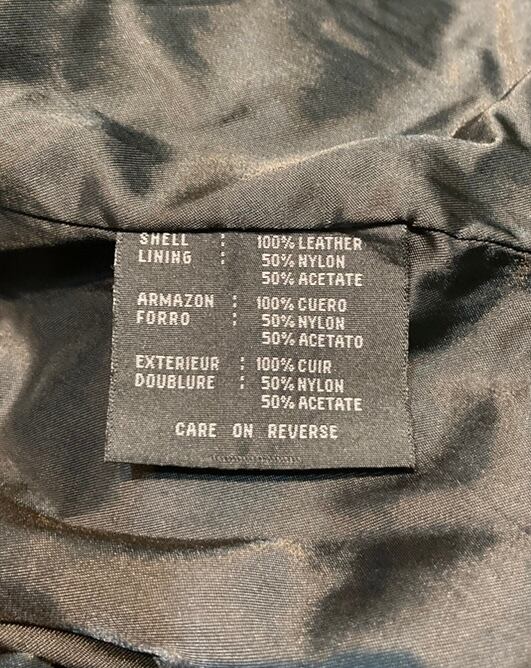 SHELL : 100% LEATHER
LINING : 50% NYLON
50% ACETATE
ARMAZON : 100% CUERO
FORRO : 50% NYLON
50% ACETATO
EXTERIEUR : 100% CUIR
DOUBLURE : 50% NYLON
50% ACETATE
CARE ON REVERSE